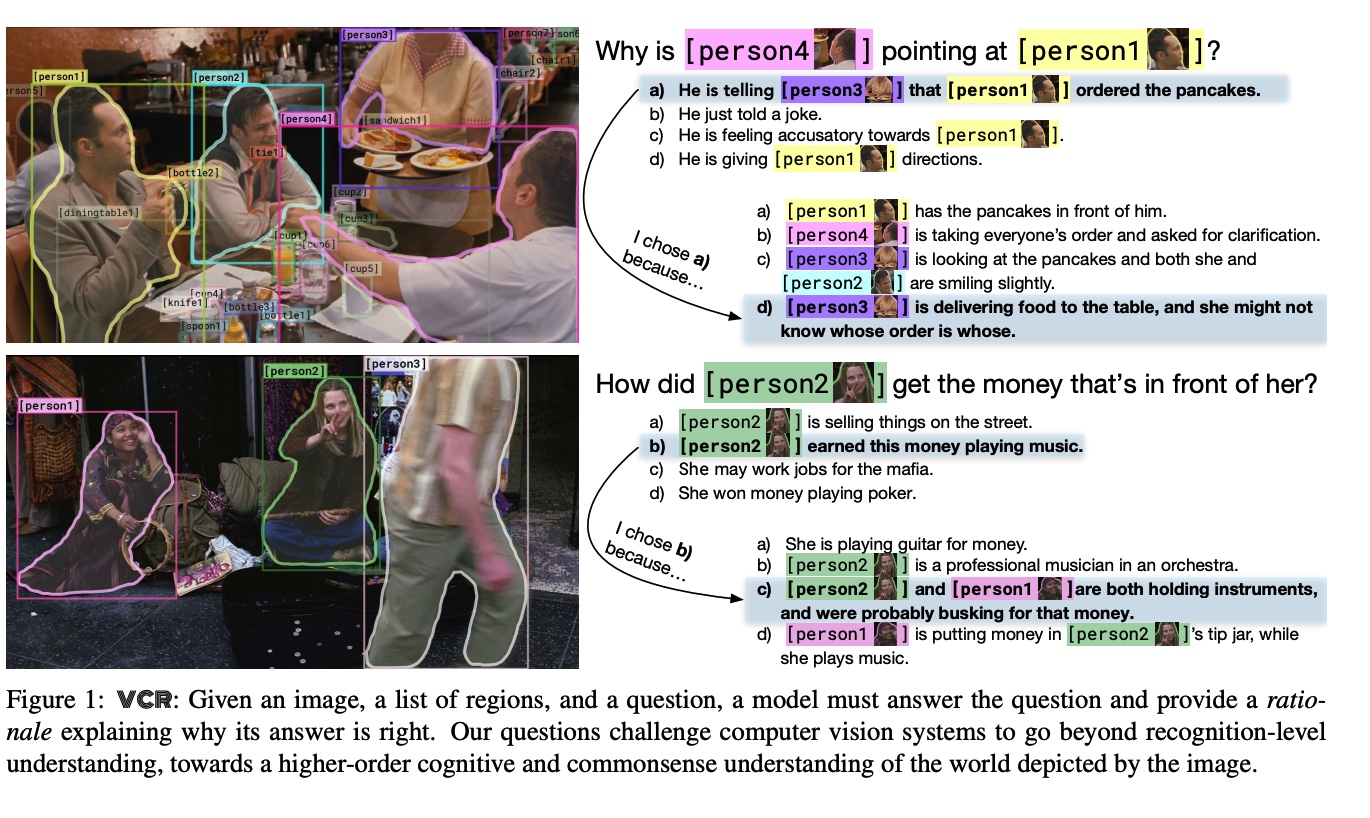 [person1]
erson5]
[person2]
[person3]
[person7]
[chair1]
[chair2]
[person4]
[sandwich1]
[tie1]
[bottle2]
[cup2]
[diningtable1]
[cup3]
[cup1]
[cup6]
[cup5]
[cup4]
[knife1]
[bottle3]
[bottle1]
[spoon1]
Why is [person4 ] pointing at [person1 ]?
a) He is telling [person3 ] that [person1 ] ordered the pancakes.
b) He just told a joke.
c) He is feeling accusatory towards [person1 ].
d) He is giving [person1 ] directions.
I chose a)
because...
a) [person1 ] has the pancakes in front of him.
b) [person4 ] is taking everyone's order and asked for clarification.
c) [person3 ] is looking at the pancakes and both she and
[person2 ] are smiling slightly.
d) [person3 ] is delivering food to the table, and she might not
know whose order is whose.
[person1]
[person2]
[person3]
How did [person2 ] get the money that's in front of her?
a) [person2 ] is selling things on the street.
b) [person2 ] earned this money playing music.
c) She may work jobs for the mafia.
d) She won money playing poker.
I chose b)
because...
a) She is playing guitar for money.
b) [person2 ] is a professional musician in an orchestra.
c) [person2 ] and [person1 ]are both holding instruments,
and were probably busking for that money.
d) [person1 ] is putting money in [person2 ]'s tip jar, while
she plays music.
Figure 1: VCR: Given an image, a list of regions, and a question, a model must answer the question and provide a ratio-
nale explaining why its answer is right. Our questions challenge computer vision systems to go beyond recognition-level
understanding, towards a higher-order cognitive and commonsense understanding of the world depicted by the image.